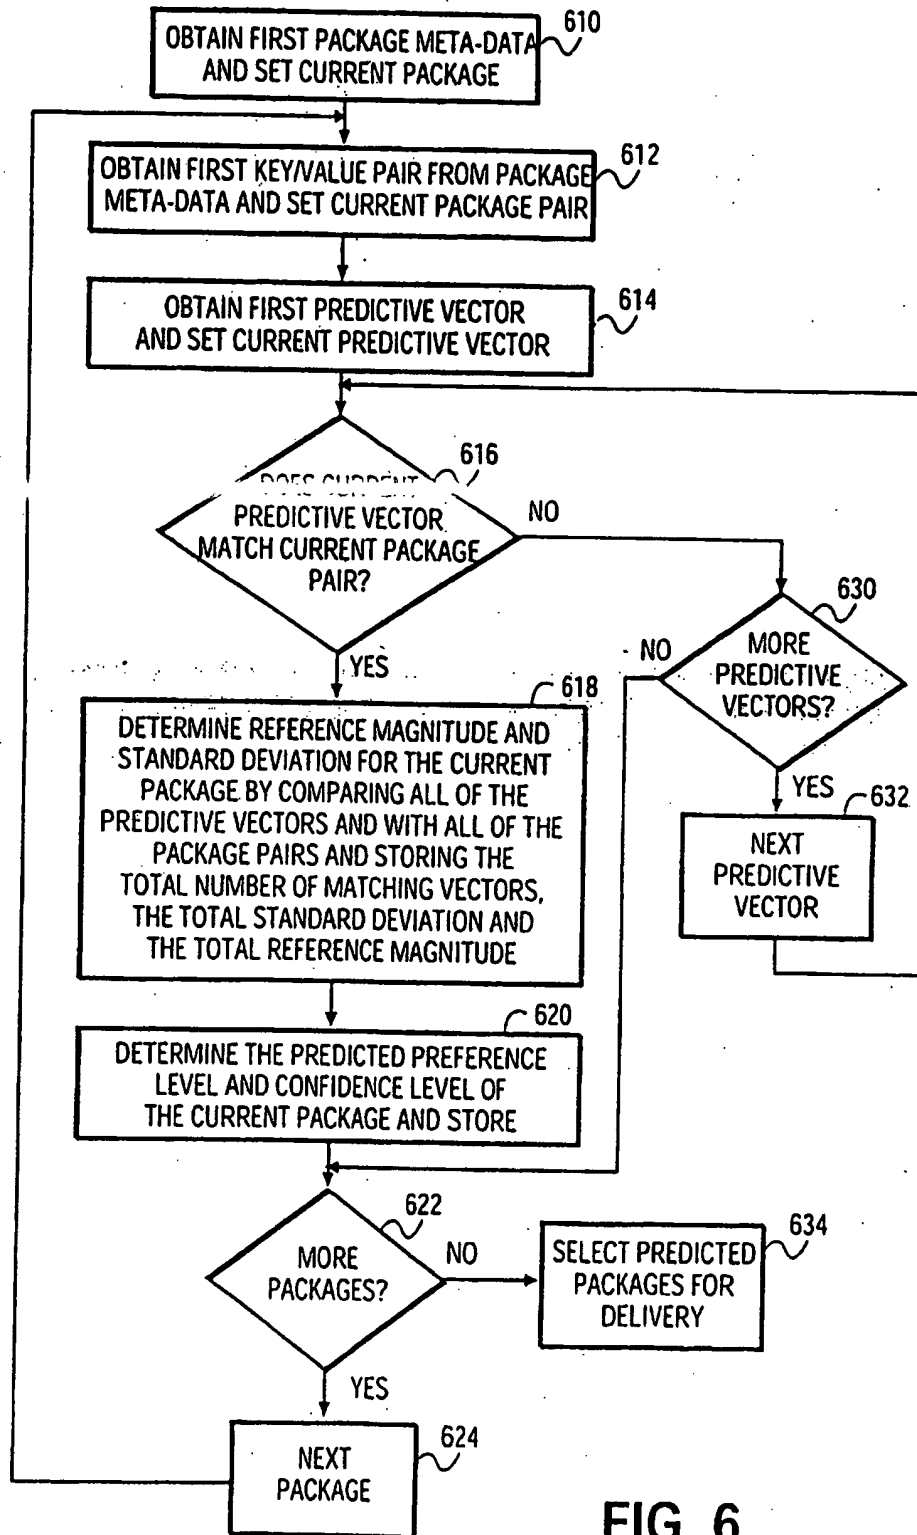 610
OBTAIN FIRST PACKAGE META-DATA
AND SET CURRENT PACKAGE
612
OBTAIN FIRST KEY/VALUE PAIR FROM PACKAGE
META-DATA AND SET CURRENT PACKAGE PAIR
614
OBTAIN FIRST PREDICTIVE VECTOR
AND SET CURRENT PREDICTIVE VECTOR
616
DOES CURRENT
PREDICTIVE VECTOR
MATCH CURRENT PACKAGE
PAIR?
NO
YES
630
MORE
PREDICTIVE
VECTORS?
NO
YES
632
NEXT
PREDICTIVE
VECTOR
618
DETERMINE REFERENCE MAGNITUDE AND
STANDARD DEVIATION FOR THE CURRENT
PACKAGE BY COMPARING ALL OF THE
PREDICTIVE VECTORS AND WITH ALL OF THE
PACKAGE PAIRS AND STORING THE
TOTAL NUMBER OF MATCHING VECTORS,
THE TOTAL STANDARD DEVIATION AND
THE TOTAL REFERENCE MAGNITUDE
620
DETERMINE THE PREDICTED PREFERENCE
LEVEL AND CONFIDENCE LEVEL OF
THE CURRENT PACKAGE AND STORE
622
MORE
PACKAGES?
NO
YES
634
SELECT PREDICTED
PACKAGES FOR
DELIVERY
624
NEXT
PACKAGE
FIG. 6